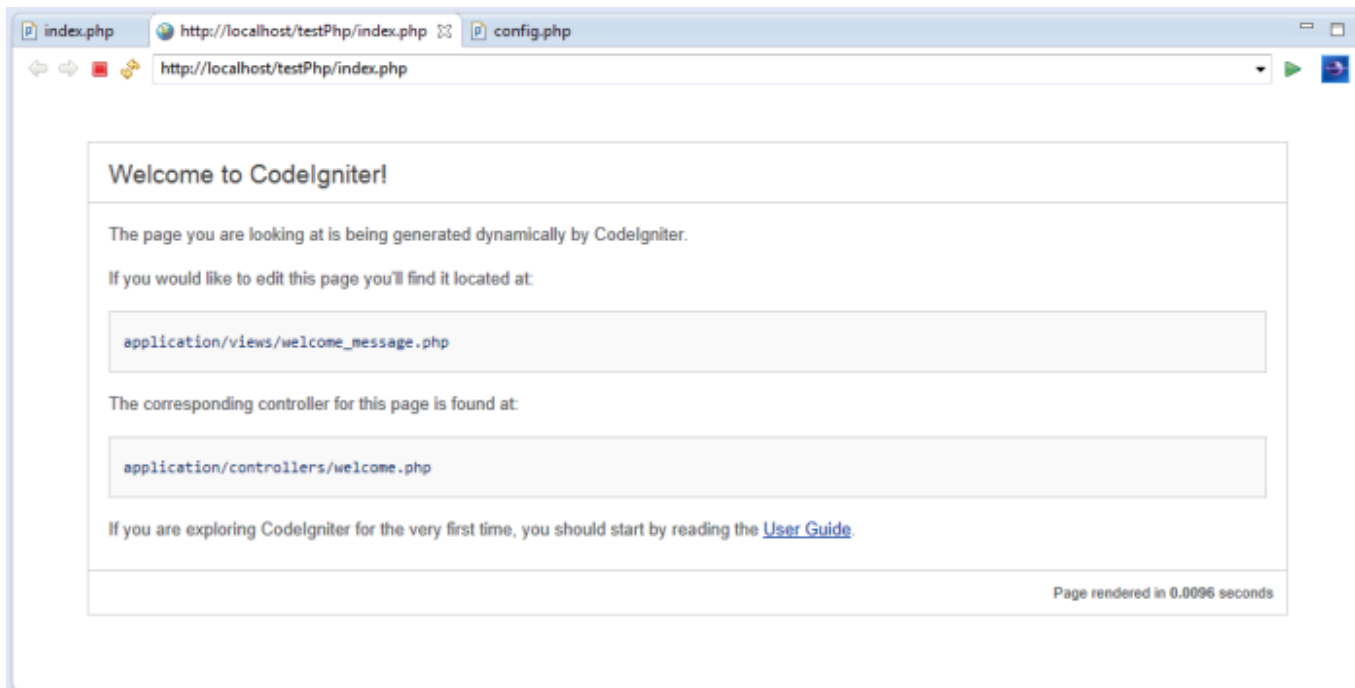 index.php http://localhost/testPhp/index.php config.php
http://localhost/testPhp/index.php
Welcome to CodeIgniter!
The page you are looking at is being generated dynamically by CodeIgniter.
If you would like to edit this page you'll find it located at:
application/views/welcome_message.php
The corresponding controller for this page is found at:
application/controllers/welcome.php
If you are exploring CodeIgniter for the very first time, you should start by reading the User Guide.
Page rendered in 0.0096 seconds